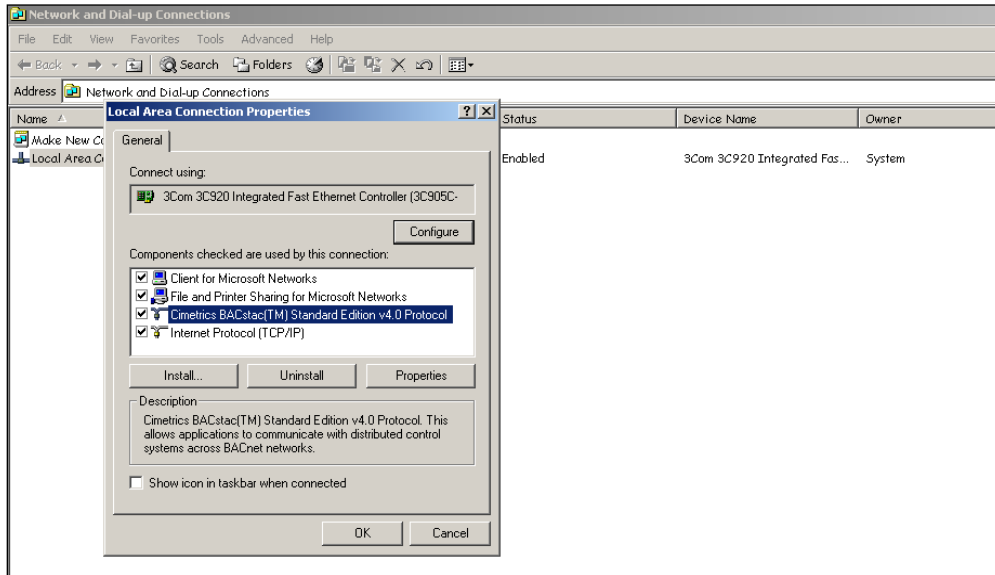 Network and Dial-up Connections
File Edit View Favorites Tools Advanced Help
Back Search Folders
Address Network and Dial-up Connections
Name Status Device Name Owner
Make New Co
Local Area Co Enabled 3Com 3C920 Integrated Fas... System
Local Area Connection Properties
General
Connect using:
3Com 3C920 Integrated Fast Ethernet Controller (3C905C-
Configure
Components checked are used by this connection:
Client for Microsoft Networks
File and Printer Sharing for Microsoft Networks
Cimetrics BACstac(TM) Standard Edition v4.0 Protocol
Internet Protocol (TCP/IP)
Install... Uninstall Properties
Description
Cimetrics BACstac(TM) Standard Edition v4.0 Protocol. This
allows applications to communicate with distributed control
systems across BACnet networks.
Show icon in taskbar when connected
OK Cancel